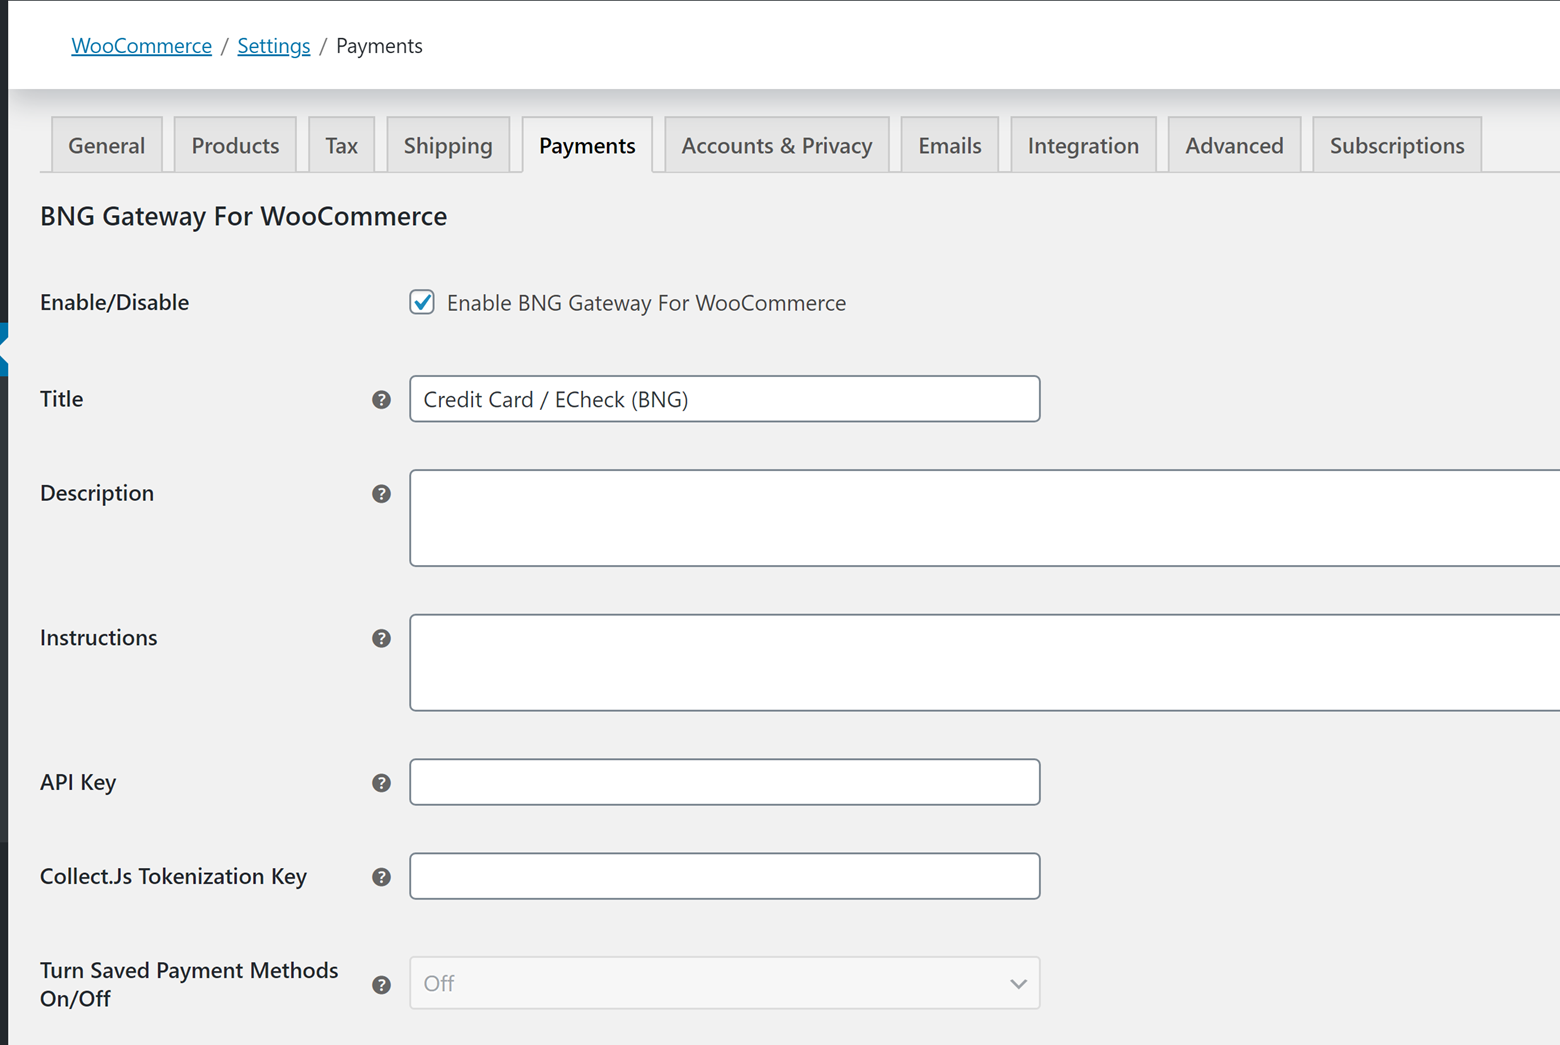 WooCommerce / Settings / Payments
General Products Tax Shipping Payments Accounts & Privacy Emails Integration Advanced Subscriptions
BNG Gateway For WooCommerce
Enable/Disable Enable BNG Gateway For WooCommerce
Title ? Credit Card / ECheck (BNG)
Description ?
Instructions ?
API Key ?
Collect.Js Tokenization Key ?
Turn Saved Payment Methods
On/Off ? Off